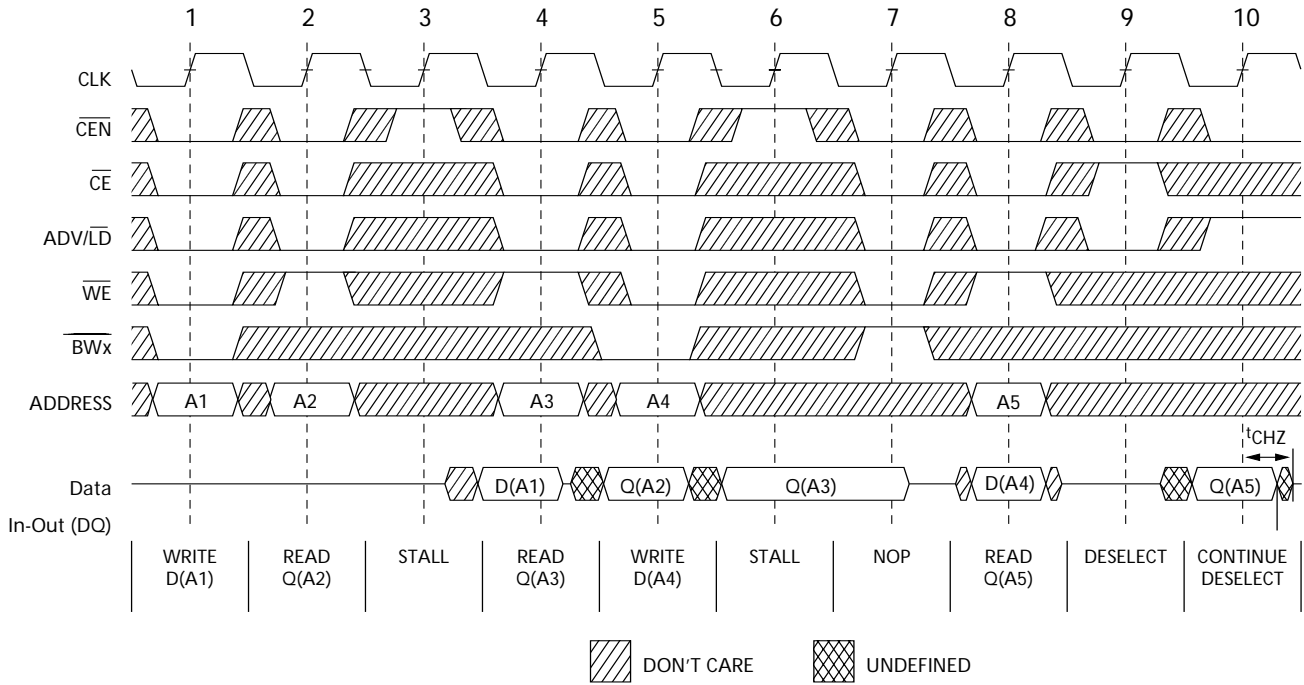 1 2 3 4 5 6 7 8 9 10
CLK
CEN
CE
ADV/LD
WE
BWx
ADDRESS A1 A2 A3 A4 A5
tCHZ
Data D(A1) Q(A2) Q(A3) D(A4) Q(A5)
In-Out (DQ)
WRITE READ STALL READ WRITE STALL NOP READ DESELECT CONTINUE
D(A1) Q(A2) Q(A3) D(A4) Q(A5) DESELECT
DON'T CARE UNDEFINED